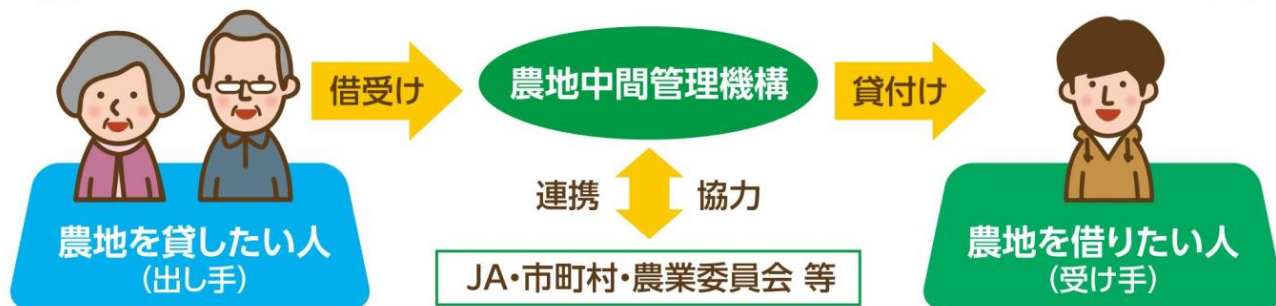 借受け
農地中間管理機構
貸付け
連携
協力
農地を貸したい人
(出し手)
JA・市町村・農業委員会 等
農地を借りたい人
(受け手)